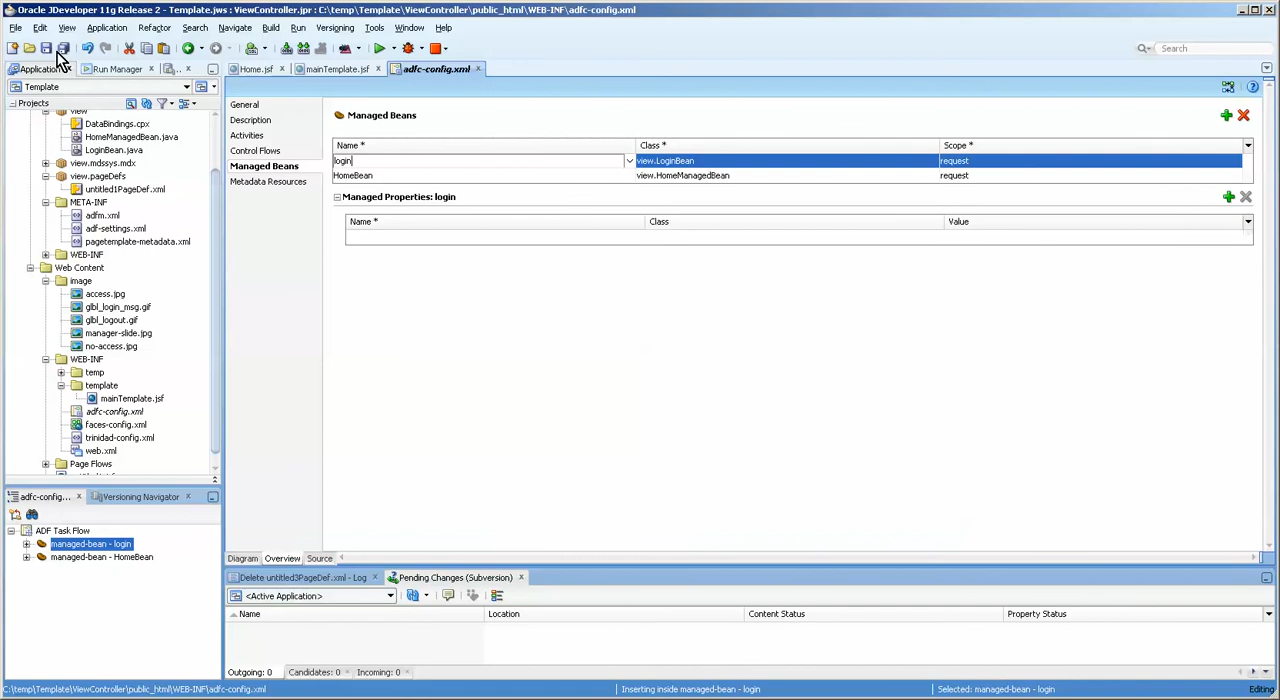 Oracle JDeveloper 11g Release 2 - Template.jws : ViewController.jpr : C:\temp\Template\ViewController\public_html\WEB-INF\adfc-config.xml
File Edit View Application Refactor Search Navigate Build Run Versioning Tools Window Help
Search
Application Run Manager ... Home.jsf mainTemplate.jsf adfc-config.xml
Template
Projects
view
DataBindings.cpx
HomeManagedBean.java
LoginBean.java
view.mdssys.mdx
view.pageDefs
untitled1PageDef.xml
META-INF
adfm.xml
adf-settings.xml
pagetemplate-metadata.xml
WEB-INF
Web Content
image
access.jpg
glbl_login_msg.gif
glbl_logout.gif
manager-slide.jpg
no-access.jpg
WEB-INF
temp
template
mainTemplate.jsf
adfc-config.xml
faces-config.xml
trinidad-config.xml
web.xml
Page Flows
General
Description
Activities
Control Flows
Managed Beans
Metadata Resources
Managed Beans
Name * Class * Scope *
login view.LoginBean request
HomeBean view.HomeManagedBean request
Managed Properties: login
Name * Class Value
adfc-config... Versioning Navigator
ADF Task Flow
managed-bean - login
managed-bean - HomeBean
Diagram Overview Source
Delete untitled3PageDef.xml - Log Pending Changes (Subversion)
<Active Application>
Name Location Content Status Property Status
Outgoing: 0 Candidates: 0 Incoming: 0
C:\temp\Template\ViewController\public_html\WEB-INF\adfc-config.xml Inserting inside managed-bean - login Selected: managed-bean - login Editing